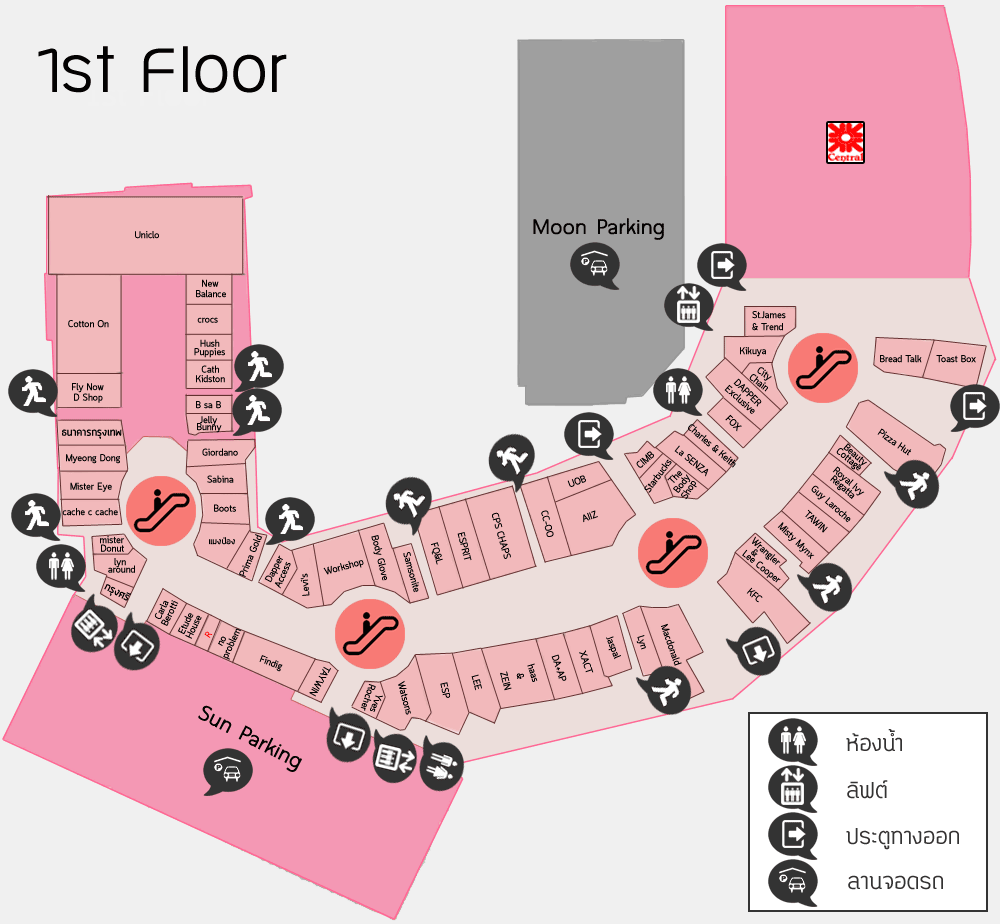 1st Floor
Central
Moon Parking
Uniclo
Cotton On
New
Balance
crocs
Hush
Puppies
Cath
Kidston
Fly Now
D Shop
B sa B
Jelly
Bunny
ธนาคารกรุงเทพ
Myeong Dong
Mister Eye
cache c cache
Giordano
Sabina
Boots
แมงป่อง
Prima Gold
mister
Donut
lyn
around
กรุงศรี
Carla
Berotti
Etude
House
R
no
problem
Findig
TAYWIN
Dapper
Access
Levi's
Workshop
Body Glove
Samsonite
FQ&L
ESPRIT
CPS CHAPS
CC-OO
UOB
AIIZ
CIMB
Starbucks
The
Body
Shop
La SENZA
Charles & Keith
FOX
DAPPER
Exclusive
City
Chain
Kikuya
St.James
& Trend
Bread Talk
Toast Box
Pizza Hut
Beauty
Cottage
Royal Ivy
Regatta
Guy Laroche
TAWIN
Misty Mynx
Wrangler
&
Lee Cooper
KFC
Yves
Rocher
Watsons
ESP
LEE
haas
&
ZEIN
DA+AP
XACT
Jaspal
Lyn
Macdonald
Sun Parking
ห้องน้ำ
ลิฟต์
ประตูทางออก
ลานจอดรถ